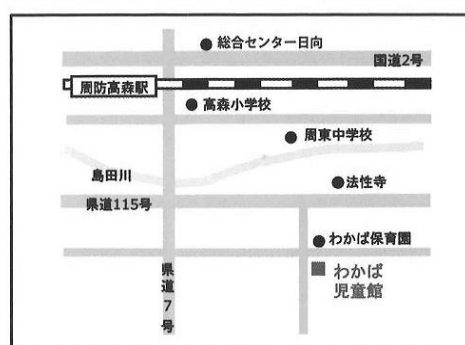 総合センター日向
国道2号
周防高森駅
高森小学校
周東中学校
島田川
法性寺
県道115号
わかば保育園
わかば
児童館
県道7号